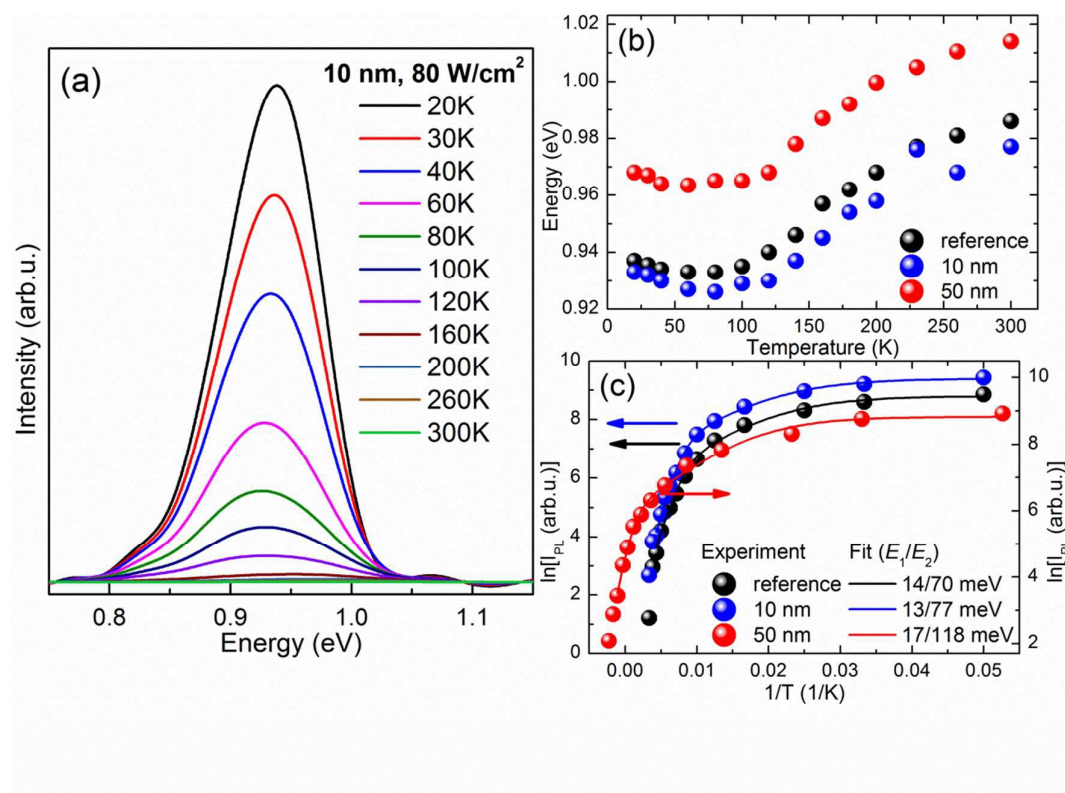 (a)
10 nm, 80 W/cm²
20K
30K
40K
60K
80K
100K
120K
160K
200K
260K
300K
Intensity (arb.u.)
0.8 0.9 1.0 1.1
Energy (eV)
(b)
1.02
1.00
0.98
0.96
0.94
0.92
Energy (eV)
reference
10 nm
50 nm
0 50 100 150 200 250 300
Temperature (K)
(c)
10
8
6
4
2
0
ln[I_PL (arb.u.)]
10
8
6
4
2
ln[I_PL (arb.u.)]
Experiment Fit (E₁/E₂)
reference 14/70 meV
10 nm 13/77 meV
50 nm 17/118 meV
0.00 0.01 0.02 0.03 0.04 0.05
1/T (1/K)